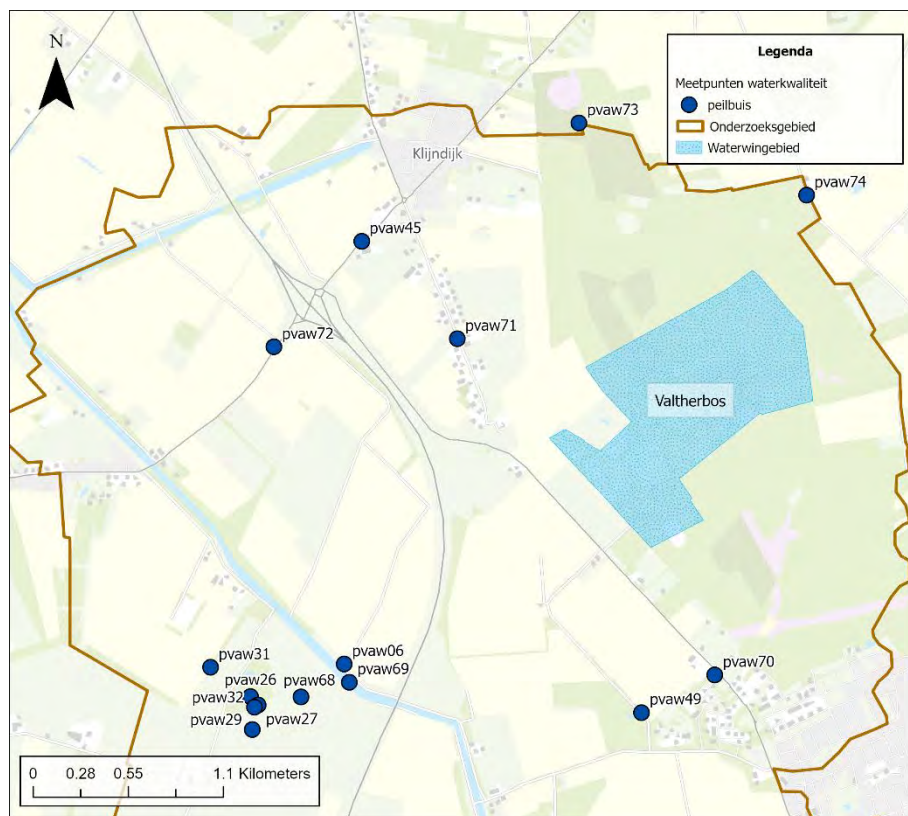 N
Legenda
Meetpunten waterkwaliteit
peilbuis
Onderzoeksgebied
Waterwingebied
pvaw73
Klijndijk
pvaw74
pvaw45
pvaw71
pvaw72
Valtherbos
pvaw06
pvaw31
pvaw69
pvaw26
pvaw68
pvaw32
pvaw70
pvaw49
pvaw29
pvaw27
0 0.28 0.55 1.1 Kilometers